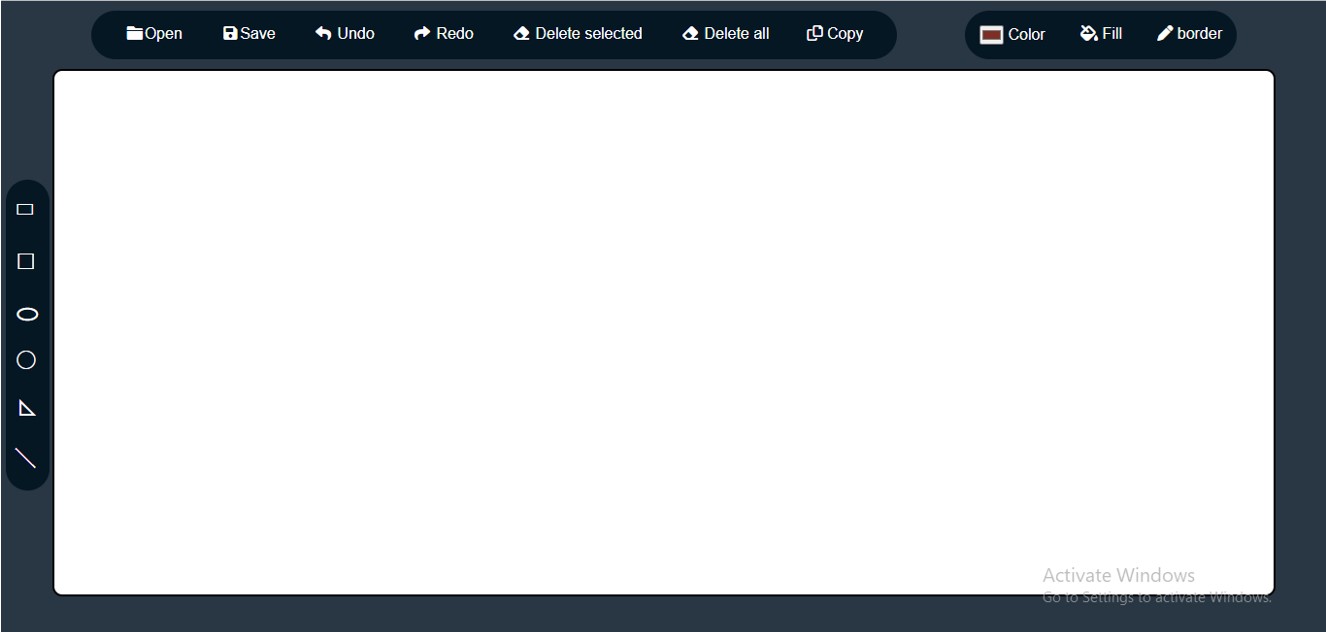 Open Save Undo Redo Delete selected Delete all Copy Color Fill border
Activate Windows
Go to Settings to activate Windows.